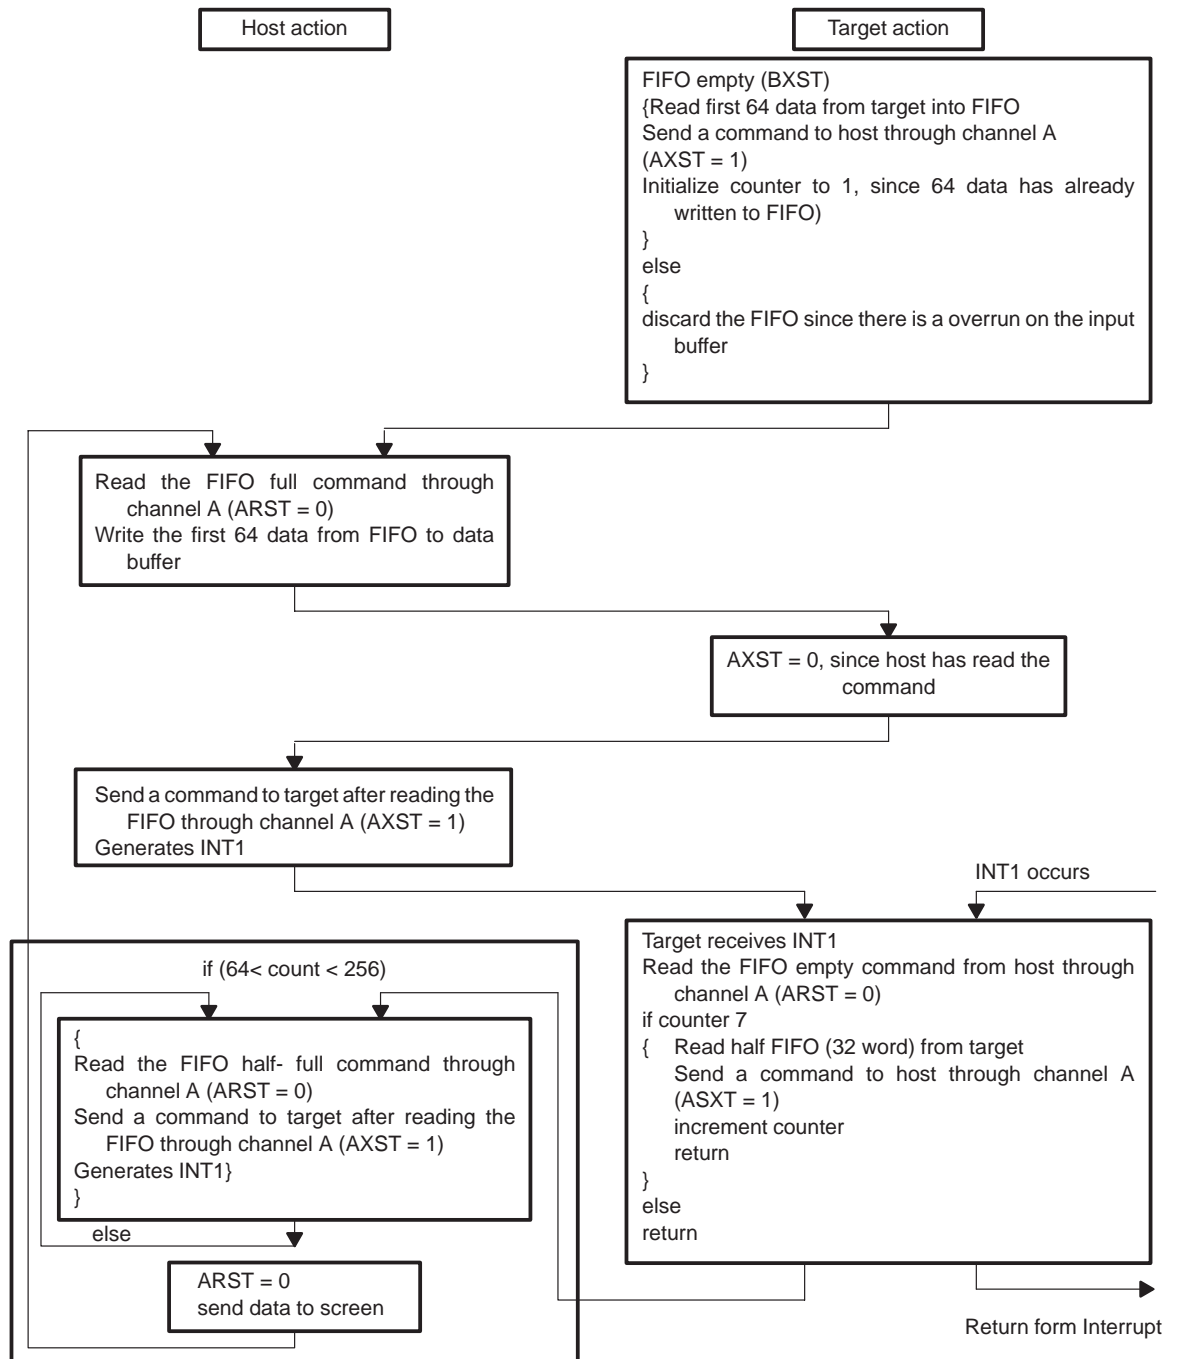 Host action
Target action
FIFO empty (BXST)
{Read first 64 data from target into FIFO
Send a command to host through channel A
(AXST = 1)
Initialize counter to 1, since 64 data has already
written to FIFO)
}
else
{
discard the FIFO since there is a overrun on the input
buffer
}
Read the FIFO full command through
channel A (ARST = 0)
Write the first 64 data from FIFO to data
buffer
AXST = 0, since host has read the
command
Send a command to target after reading the
FIFO through channel A (AXST = 1)
Generates INT1
INT1 occurs
Target receives INT1
Read the FIFO empty command from host through
channel A (ARST = 0)
if counter 7
{ Read half FIFO (32 word) from target
Send a command to host through channel A
(ASXT = 1)
increment counter
return
}
else
return
if (64< count < 256)
{
Read the FIFO half- full command through
channel A (ARST = 0)
Send a command to target after reading the
FIFO through channel A (AXST = 1)
Generates INT1}
}
else
ARST = 0
send data to screen
Return form Interrupt